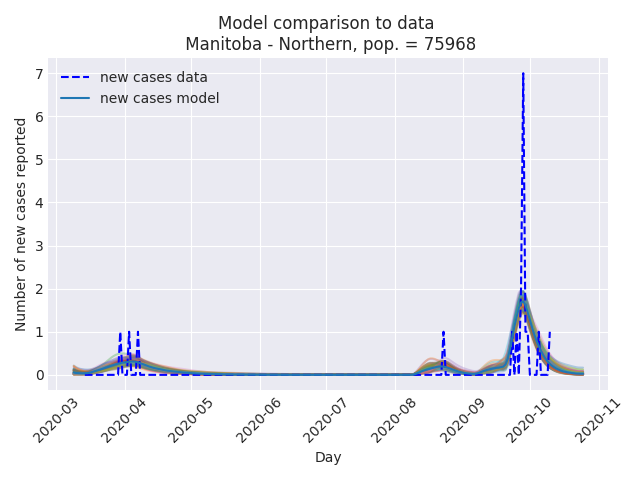 Model comparison to data
Manitoba - Northern, pop. = 75968
new cases data
new cases model
Number of new cases reported
7
6
5
4
3
2
1
0
2020-03
2020-04
2020-05
2020-06
2020-07
2020-08
2020-09
2020-10
2020-11
Day